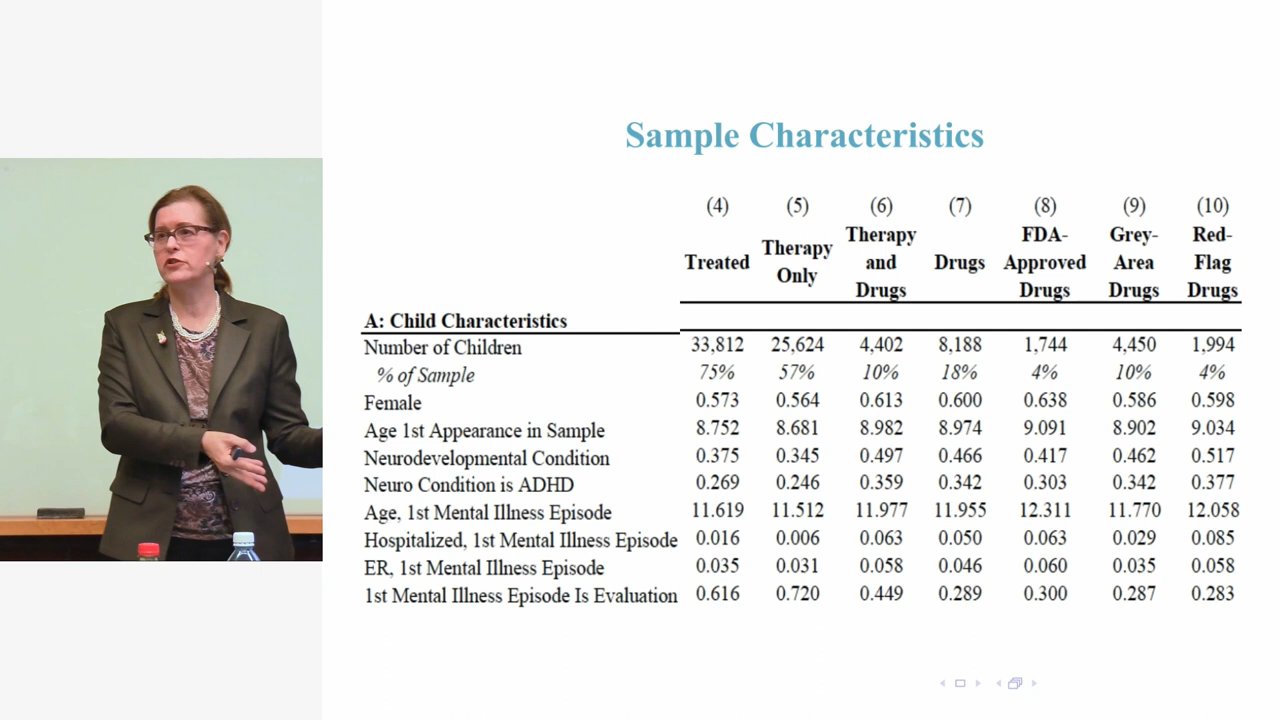 Sample Characteristics
(4) (5) (6) (7) (8) (9) (10)
Treated Therapy Only Therapy and Drugs Drugs FDA-Approved Drugs Grey-Area Drugs Red-Flag Drugs
A: Child Characteristics
Number of Children 33,812 25,624 4,402 8,188 1,744 4,450 1,994
% of Sample 75% 57% 10% 18% 4% 10% 4%
Female 0.573 0.564 0.613 0.600 0.638 0.586 0.598
Age 1st Appearance in Sample 8.752 8.681 8.982 8.974 9.091 8.902 9.034
Neurodevelopmental Condition 0.375 0.345 0.497 0.466 0.417 0.462 0.517
Neuro Condition is ADHD 0.269 0.246 0.359 0.342 0.303 0.342 0.377
Age, 1st Mental Illness Episode 11.619 11.512 11.977 11.955 12.311 11.770 12.058
Hospitalized, 1st Mental Illness Episode 0.016 0.006 0.063 0.050 0.063 0.029 0.085
ER, 1st Mental Illness Episode 0.035 0.031 0.058 0.046 0.060 0.035 0.058
1st Mental Illness Episode Is Evaluation 0.616 0.720 0.449 0.289 0.300 0.287 0.283